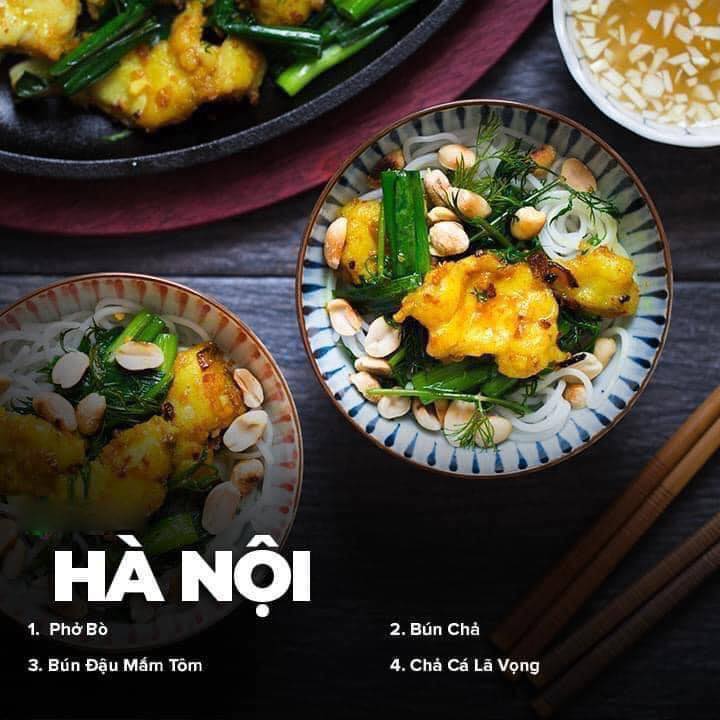 HÀ NỘI
1. Phở Bò
2. Bún Chả
3. Bún Đậu Mắm Tôm
4. Chả Cá Lã Vọng